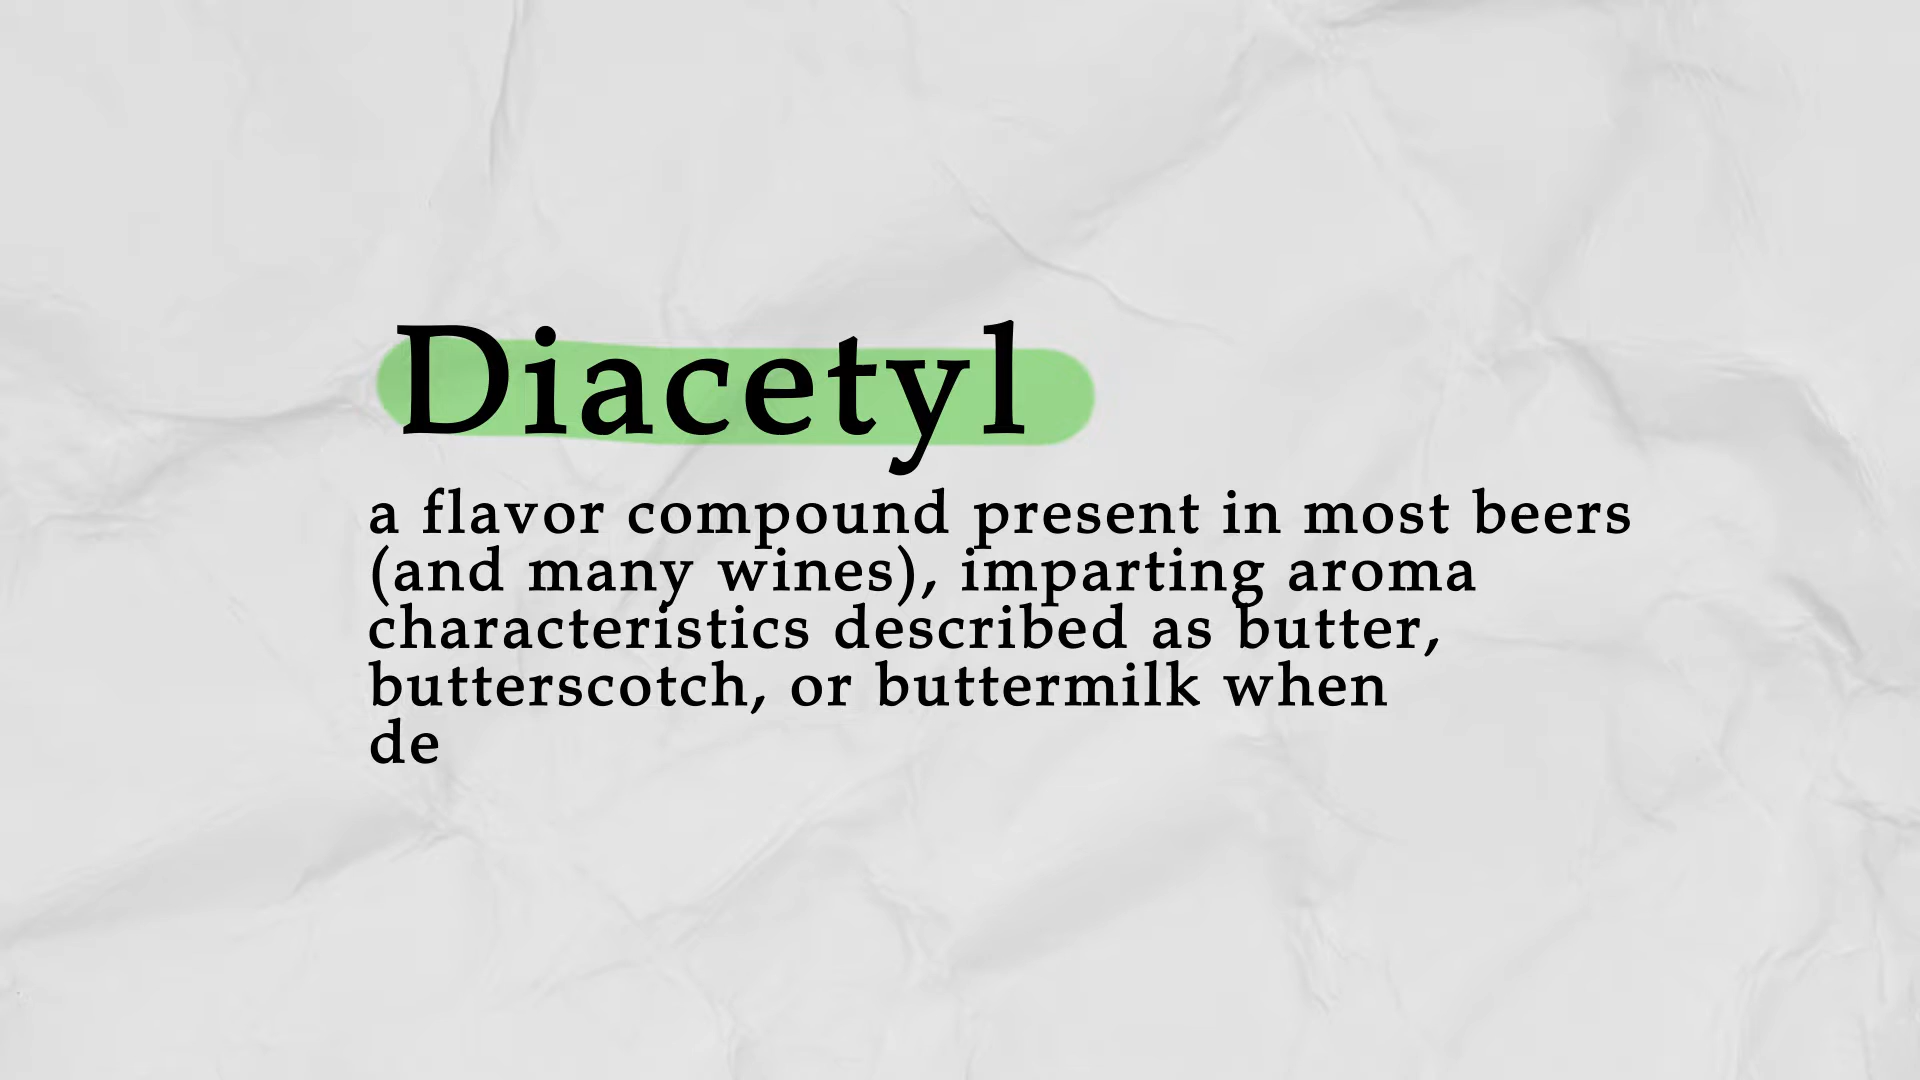 Diacetyl
a flavor compound present in most beers
(and many wines), imparting aroma
characteristics described as butter,
butterscotch, or buttermilk when
de